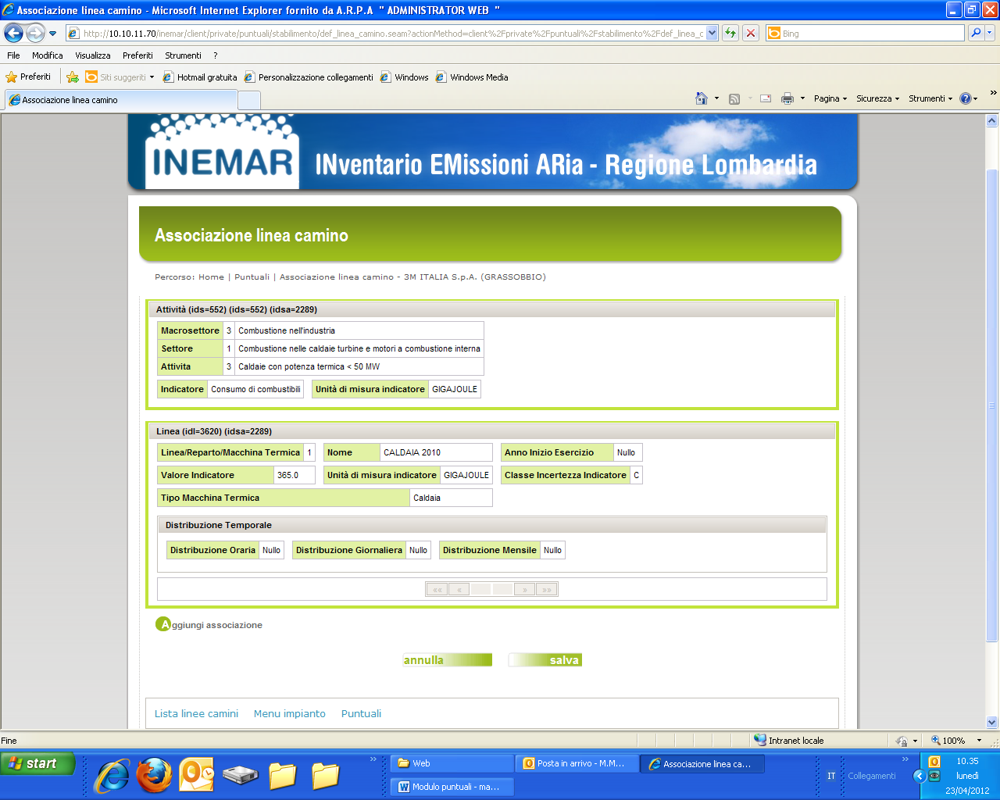 Associazione linea camino - Microsoft Internet Explorer fornito da A.R.P.A " ADMINISTRATOR WEB "
http://10.10.11.70/inemar/client/private/puntuali/stabilimento/def_linea_camino.seam?actionMethod=client%2Fprivate%2Fpuntuali%2Fstabilimento%2Fdef_linea_c
Bing
File Modifica Visualizza Preferiti Strumenti ?
Preferiti Siti suggeriti Hotmail gratuita Personalizzazione collegamenti Windows Windows Media
Associazione linea camino
Pagina Sicurezza Strumenti
INEMAR INventario EMissioni ARia - Regione Lombardia
Associazione linea camino
Percorso: Home | Puntuali | Associazione linea camino - 3M ITALIA S.p.A. (GRASSOBBIO)
Attività (ids=552) (ids=552) (idsa=2289)
Macrosettore 3 Combustione nell'industria
Settore 1 Combustione nelle caldaie turbine e motori a combustione interna
Attivita 3 Caldaie con potenza termica < 50 MW
Indicatore Consumo di combustibili Unità di misura indicatore GIGAJOULE
Linea (idl=3620) (idsa=2289)
Linea/Reparto/Macchina Termica 1 Nome CALDAIA 2010 Anno Inizio Esercizio Nullo
Valore Indicatore 365.0 Unità di misura indicatore GIGAJOULE Classe Incertezza Indicatore C
Tipo Macchina Termica Caldaia
Distribuzione Temporale
Distribuzione Oraria Nullo Distribuzione Giornaliera Nullo Distribuzione Mensile Nullo
«« « » »»
Aggiungi associazione
annulla salva
Lista linee camini Menu impianto Puntuali
Fine Intranet locale 100%
start Web Posta in arrivo - M.M... Associazione linea ca... IT Collegamenti 10.35
lunedì
Modulo puntuali - ma... 23/04/2012